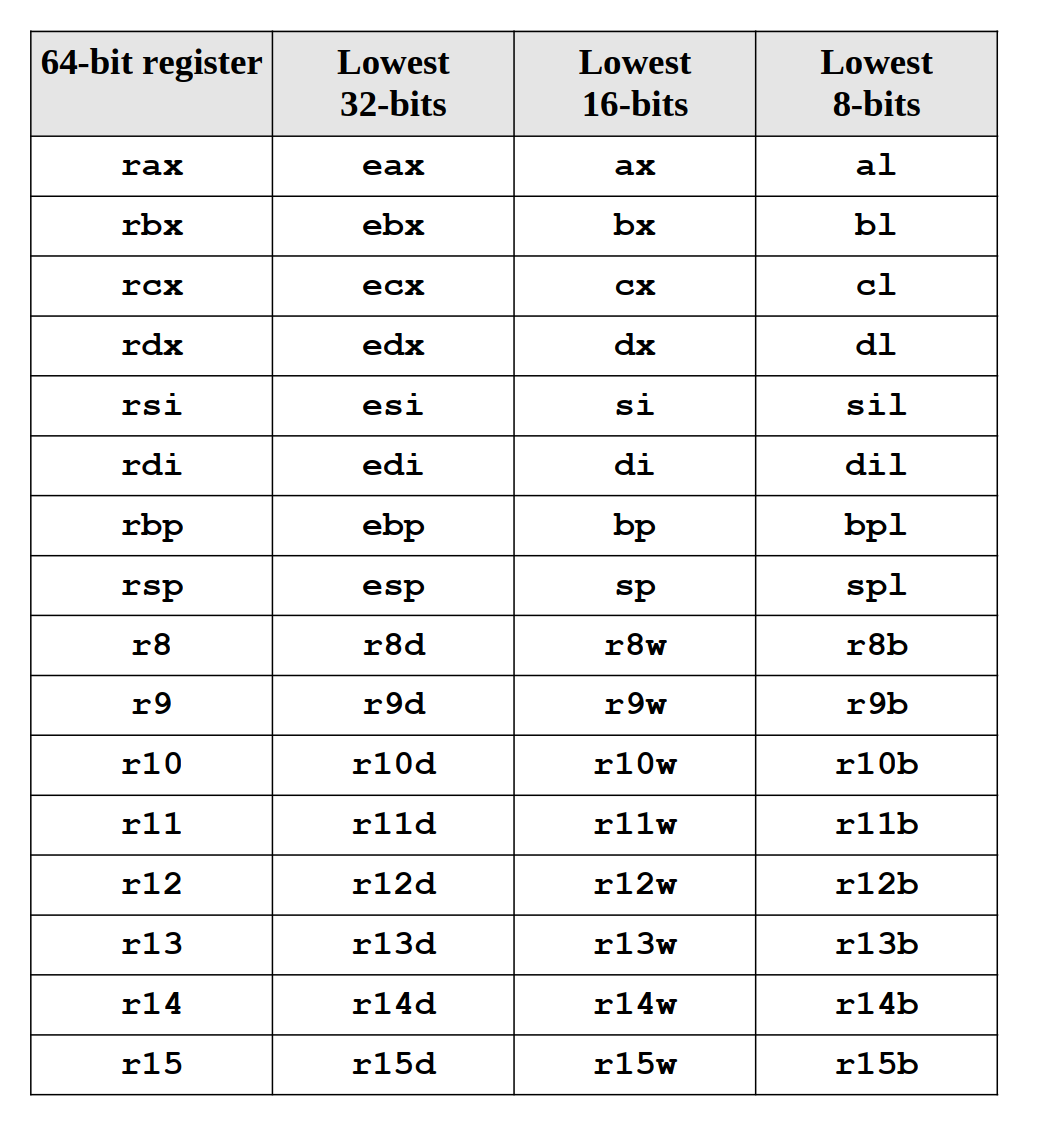 64-bit register Lowest 32-bits Lowest 16-bits Lowest 8-bits
rax eax ax al
rbx ebx bx bl
rcx ecx cx cl
rdx edx dx dl
rsi esi si sil
rdi edi di dil
rbp ebp bp bpl
rsp esp sp spl
r8 r8d r8w r8b
r9 r9d r9w r9b
r10 r10d r10w r10b
r11 r11d r11w r11b
r12 r12d r12w r12b
r13 r13d r13w r13b
r14 r14d r14w r14b
r15 r15d r15w r15b